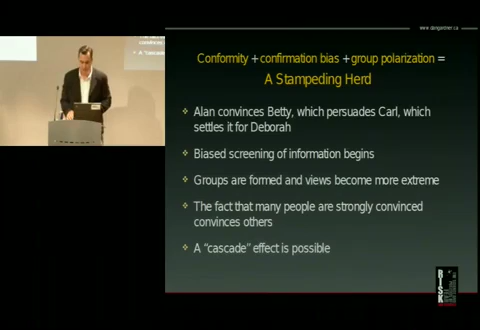 www.dangardner.ca
Conformity + confirmation bias + group polarization =
A Stampeding Herd
Alan convinces Betty, which persuades Carl, which
settles it for Deborah
Biased screening of information begins
Groups are formed and views become more extreme
The fact that many people are strongly convinced
convinces others
A “cascade” effect is possible
RISK